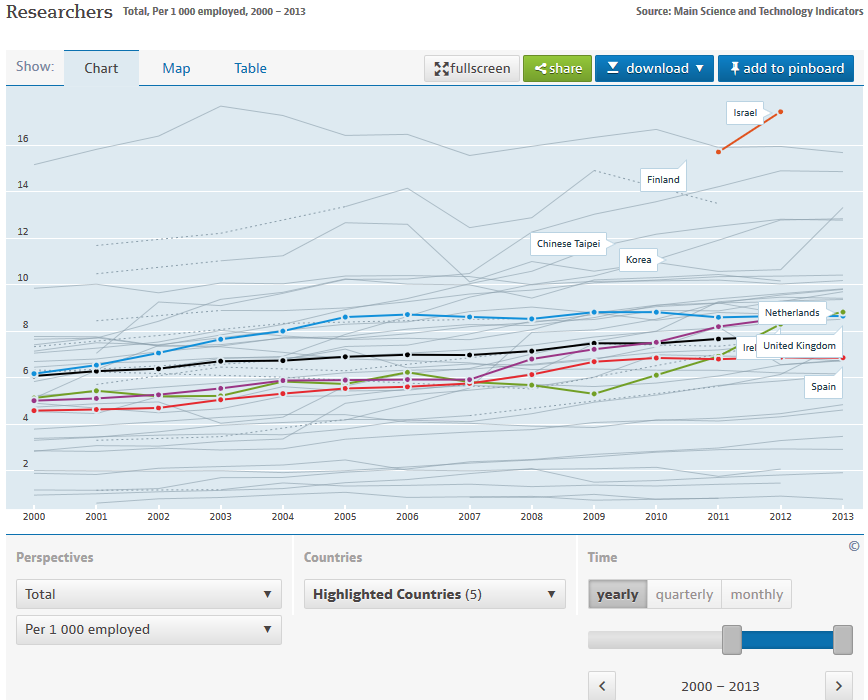 Researchers Total, Per 1 000 employed, 2000 – 2013 Source: Main Science and Technology Indicators
Show: Chart Map Table fullscreen share download ▼ add to pinboard
Israel
16
Finland
14
12
Chinese Taipei
Korea
10
Netherlands
8
Irel United Kingdom
6
Spain
4
2
2000 2001 2002 2003 2004 2005 2006 2007 2008 2009 2010 2011 2012 2013
©
Perspectives Countries Time
Total ▼ Highlighted Countries (5) ▼ yearly quarterly monthly
Per 1 000 employed ▼
< 2000 – 2013 >